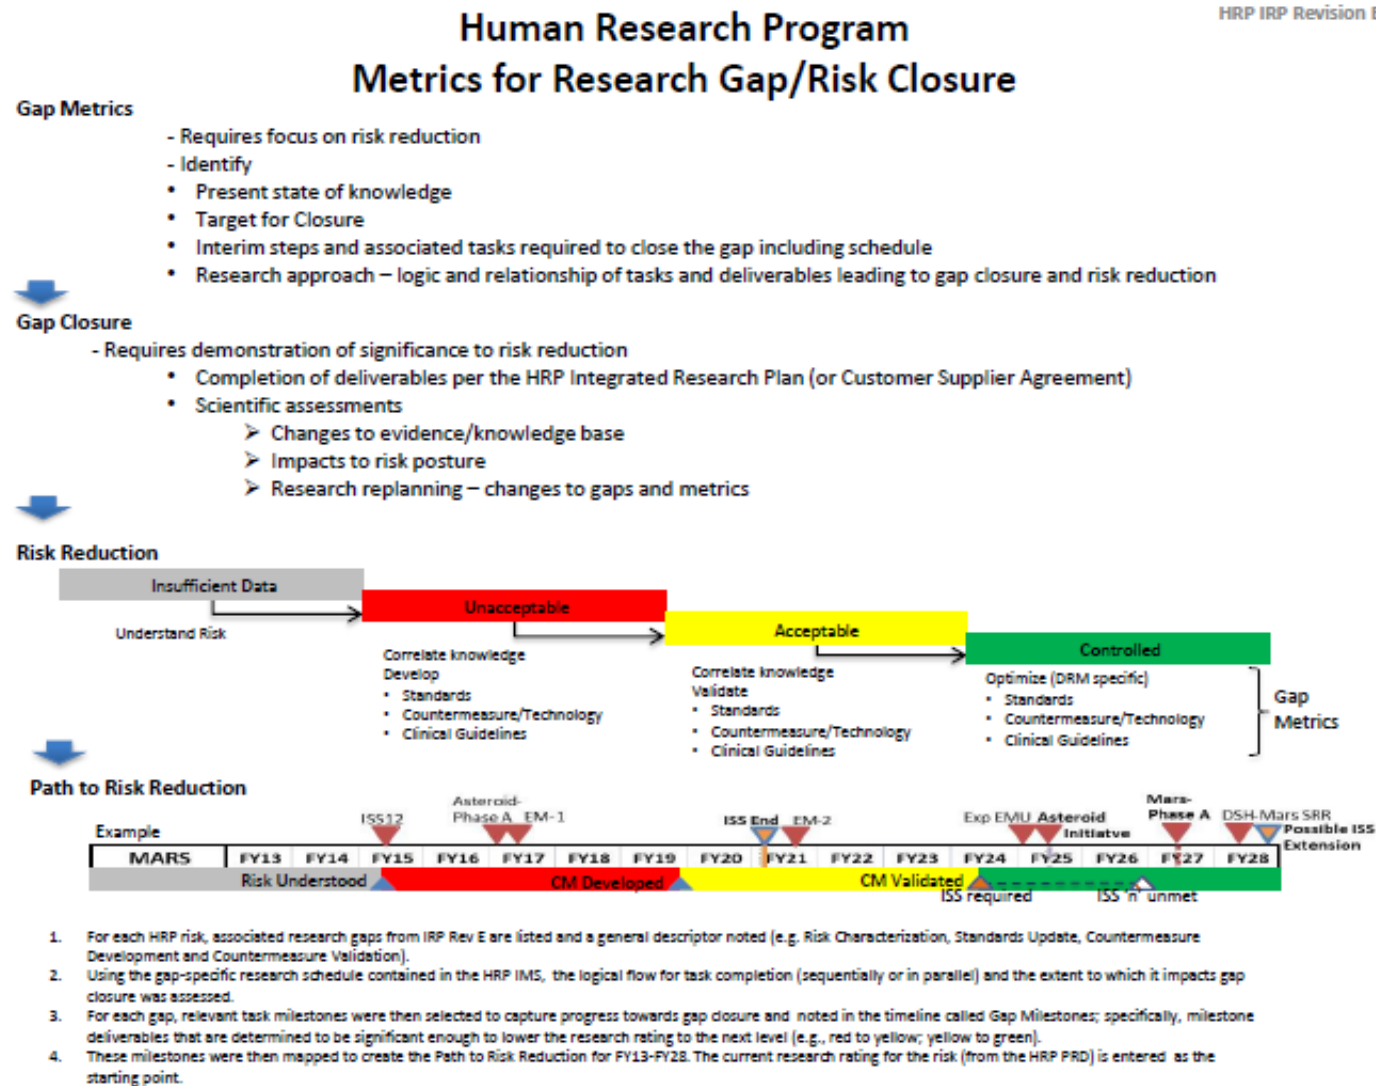 HRP IRP Revision E
Human Research Program
Metrics for Research Gap/Risk Closure
Gap Metrics
- Requires focus on risk reduction
- Identify
• Present state of knowledge
• Target for Closure
• Interim steps and associated tasks required to close the gap including schedule
• Research approach – logic and relationship of tasks and deliverables leading to gap closure and risk reduction
Gap Closure
- Requires demonstration of significance to risk reduction
• Completion of deliverables per the HRP Integrated Research Plan (or Customer Supplier Agreement)
• Scientific assessments
➢ Changes to evidence/knowledge base
➢ Impacts to risk posture
➢ Research replanning – changes to gaps and metrics
Risk Reduction
Insufficient Data
Understand Risk
Unacceptable
Correlate knowledge
Develop
• Standards
• Countermeasure/Technology
• Clinical Guidelines
Acceptable
Correlate knowledge
Validate
• Standards
• Countermeasure/Technology
• Clinical Guidelines
Controlled
Optimize (DRM specific)
• Standards
• Countermeasure/Technology
• Clinical Guidelines
Gap
Metrics
Path to Risk Reduction
Example
ISS12
Asteroid-
Phase A
EM-1
ISS End
EM-2
Exp EMU
Asteroid
Initiatve
Mars-
Phase A
DSH-Mars SRR
Possible ISS
Extension
MARS FY13 FY14 FY15 FY16 FY17 FY18 FY19 FY20 FY21 FY22 FY23 FY24 FY25 FY26 FY27 FY28
Risk Understood
CM Developed
CM Validated
ISS required
ISS 'n' unmet
1. For each HRP risk, associated research gaps from IRP Rev E are listed and a general descriptor noted (e.g. Risk Characterization, Standards Update, Countermeasure
Development and Countermeasure Validation).
2. Using the gap-specific research schedule contained in the HRP IMS, the logical flow for task completion (sequentially or in parallel) and the extent to which it impacts gap
closure was assessed.
3. For each gap, relevant task milestones were then selected to capture progress towards gap closure and noted in the timeline called Gap Milestones; specifically, milestone
deliverables that are determined to be significant enough to lower the research rating to the next level (e.g., red to yellow; yellow to green).
4. These milestones were then mapped to create the Path to Risk Reduction for FY13-FY28. The current research rating for the risk (from the HRP PRD) is entered as the
starting point.